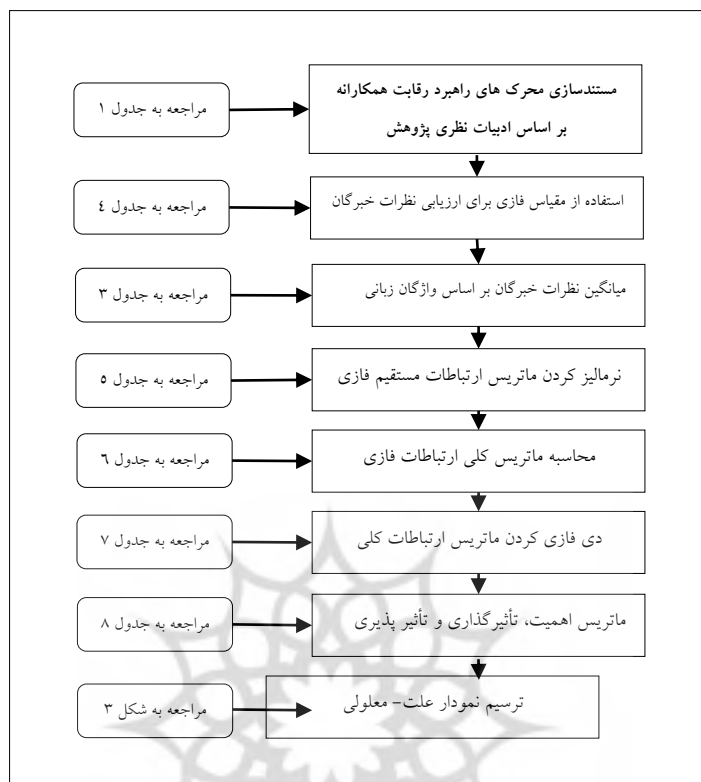 مستندسازی محرک های راهبرد رقابت همکارانه
بر اساس ادبیات نظری پژوهش
مراجعه به جدول ۱
استفاده از مقیاس فازی برای ارزیابی نظرات خبرگان
مراجعه به جدول ٤
میانگین نظرات خبرگان بر اساس واژگان زبانی
مراجعه به جدول ۳
نرمالیز کردن ماتریس ارتباطات مستقیم فازی
مراجعه به جدول ٥
محاسبه ماتریس کلی ارتباطات فازی
مراجعه به جدول ٦
دی فازی کردن ماتریس ارتباطات کلی
مراجعه به جدول ۷
ماتریس اهمیت، تأثیرگذاری و تأثیر پذیری
مراجعه به جدول ۸
ترسیم نمودار علت- معلولی
مراجعه به شکل ۳